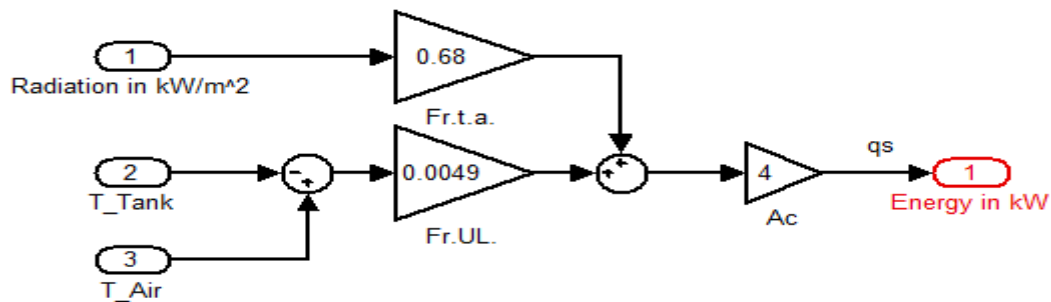 1
Radiation in kW/m^2
0.68
Fr.t.a.
2
T_Tank
-
+
0.0049
Fr.UL.
+
+
4
Ac
qs
1
Energy in kW
3
T_Air